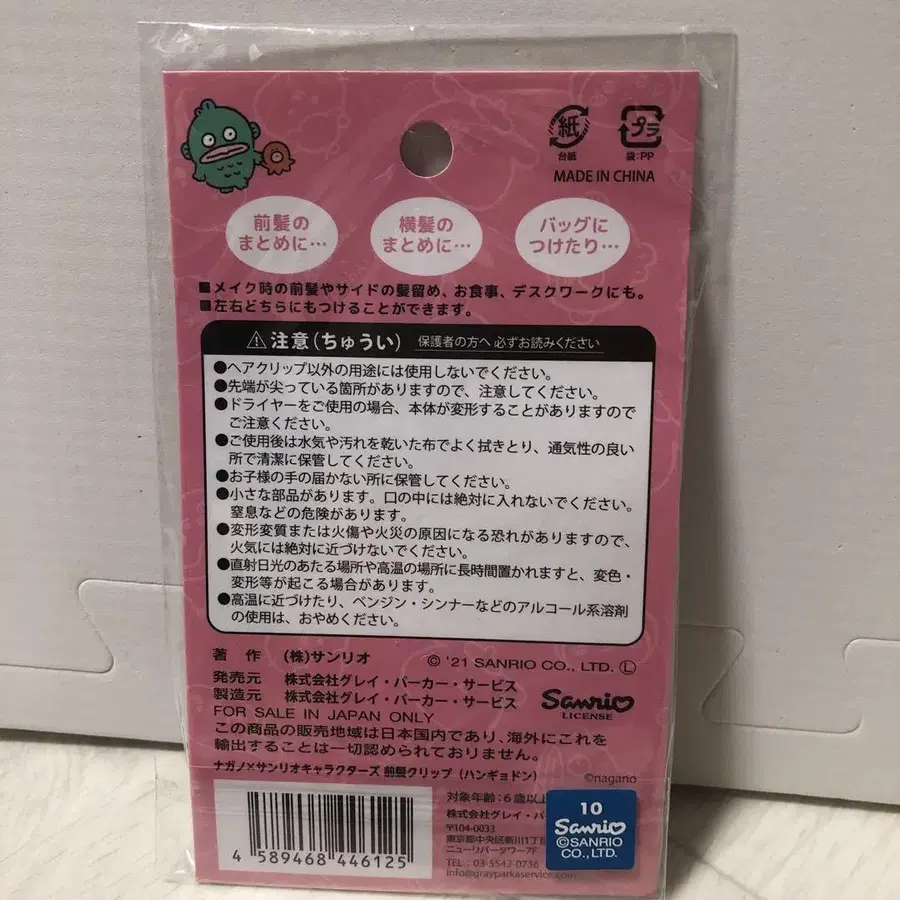 紙
台紙
プラ
袋:PP
MADE IN CHINA
前髪の
まとめに…
横髪の
まとめに…
バッグに
つけたり…
■メイク時の前髪やサイドの髪留め、お食事、デスクワークにも。
■左右どちらにもつけることができます。
注意(ちゅうい) 保護者の方へ 必ずお読みください
●ヘアクリップ以外の用途には使用しないでください。
●先端が尖っている箇所がありますので、注意してください。
●ドライヤーをご使用の場合、本体が変形することがありますので
ご注意ください。
●ご使用後は水気や汚れを乾いた布でよく拭きとり、通気性の良い
所で清潔に保管してください。
●お子様の手の届かない所に保管してください。
●小さな部品があります。口の中には絶対に入れないでください。
窒息などの危険があります。
●変形変質または火傷や火災の原因になる恐れがありますので、
火気には絶対に近づけないでください。
●直射日光のあたる場所や高温の場所に長時間置かれますと、変色・
変形等が起こる場合があります。
●高温に近づけたり、ベンジン・シンナーなどのアルコール系溶剤
の使用は、おやめください。
著作 (株)サンリオ © '21 SANRIO CO., LTD. Ⓛ
発売元 株式会社グレイ・パーカー・サービス
製造元 株式会社グレイ・パーカー・サービス
Sanrio
LICENSE
FOR SALE IN JAPAN ONLY
この商品の販売地域は日本国内であり、海外にこれを
輸出することは一切認められておりません。
ナガノ×サンリオキャラクターズ 前髪クリップ(ハンギョドン) ©nagano
4 589468 446125
対象年齢:6歳以上
株式会社グレイ・パ
〒104-0033
東京都中央区新川1丁
ニューリバータワー7F
TEL:03-5542-0736
info@grayparkaservice.com
10
Sanrio
©SANRIO
CO., LTD.